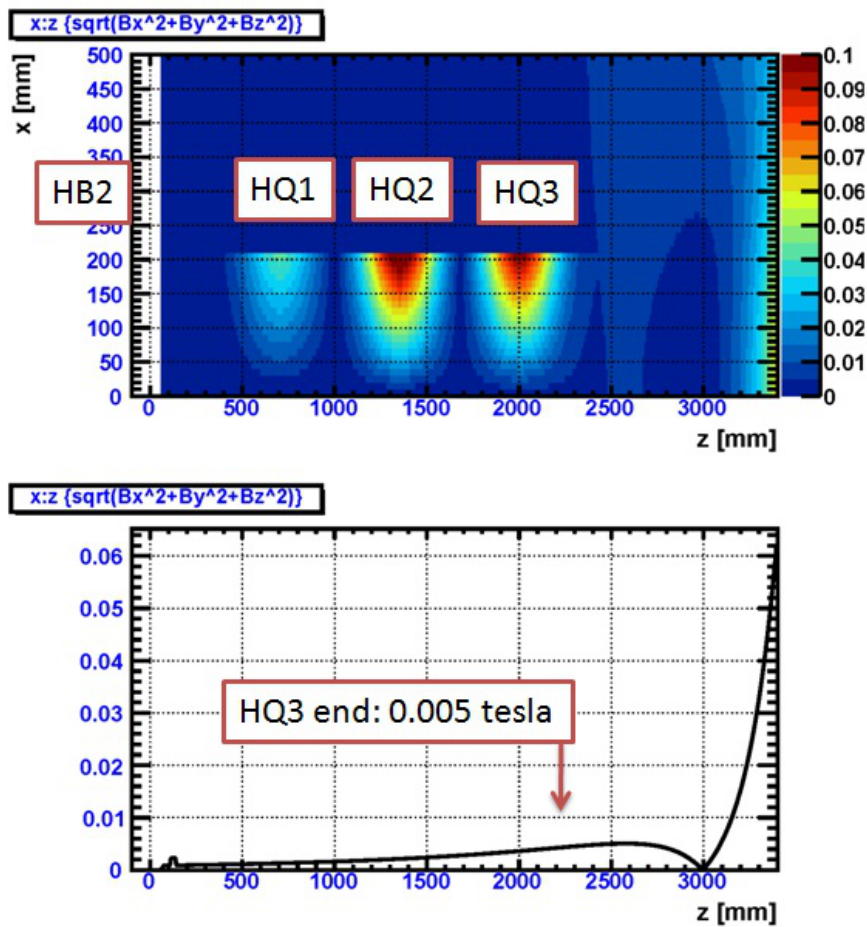 x:z {sqrt(Bx^2+By^2+Bz^2)}
x [mm]
500
450
400
350
300
250
200
150
100
50
0
HB2
HQ1
HQ2
HQ3
0.1
0.09
0.08
0.07
0.06
0.05
0.04
0.03
0.02
0.01
0
0 500 1000 1500 2000 2500 3000
z [mm]
x:z {sqrt(Bx^2+By^2+Bz^2)}
0.06
0.05
0.04
0.03
0.02
0.01
0
HQ3 end: 0.005 tesla
0 500 1000 1500 2000 2500 3000
z [mm]